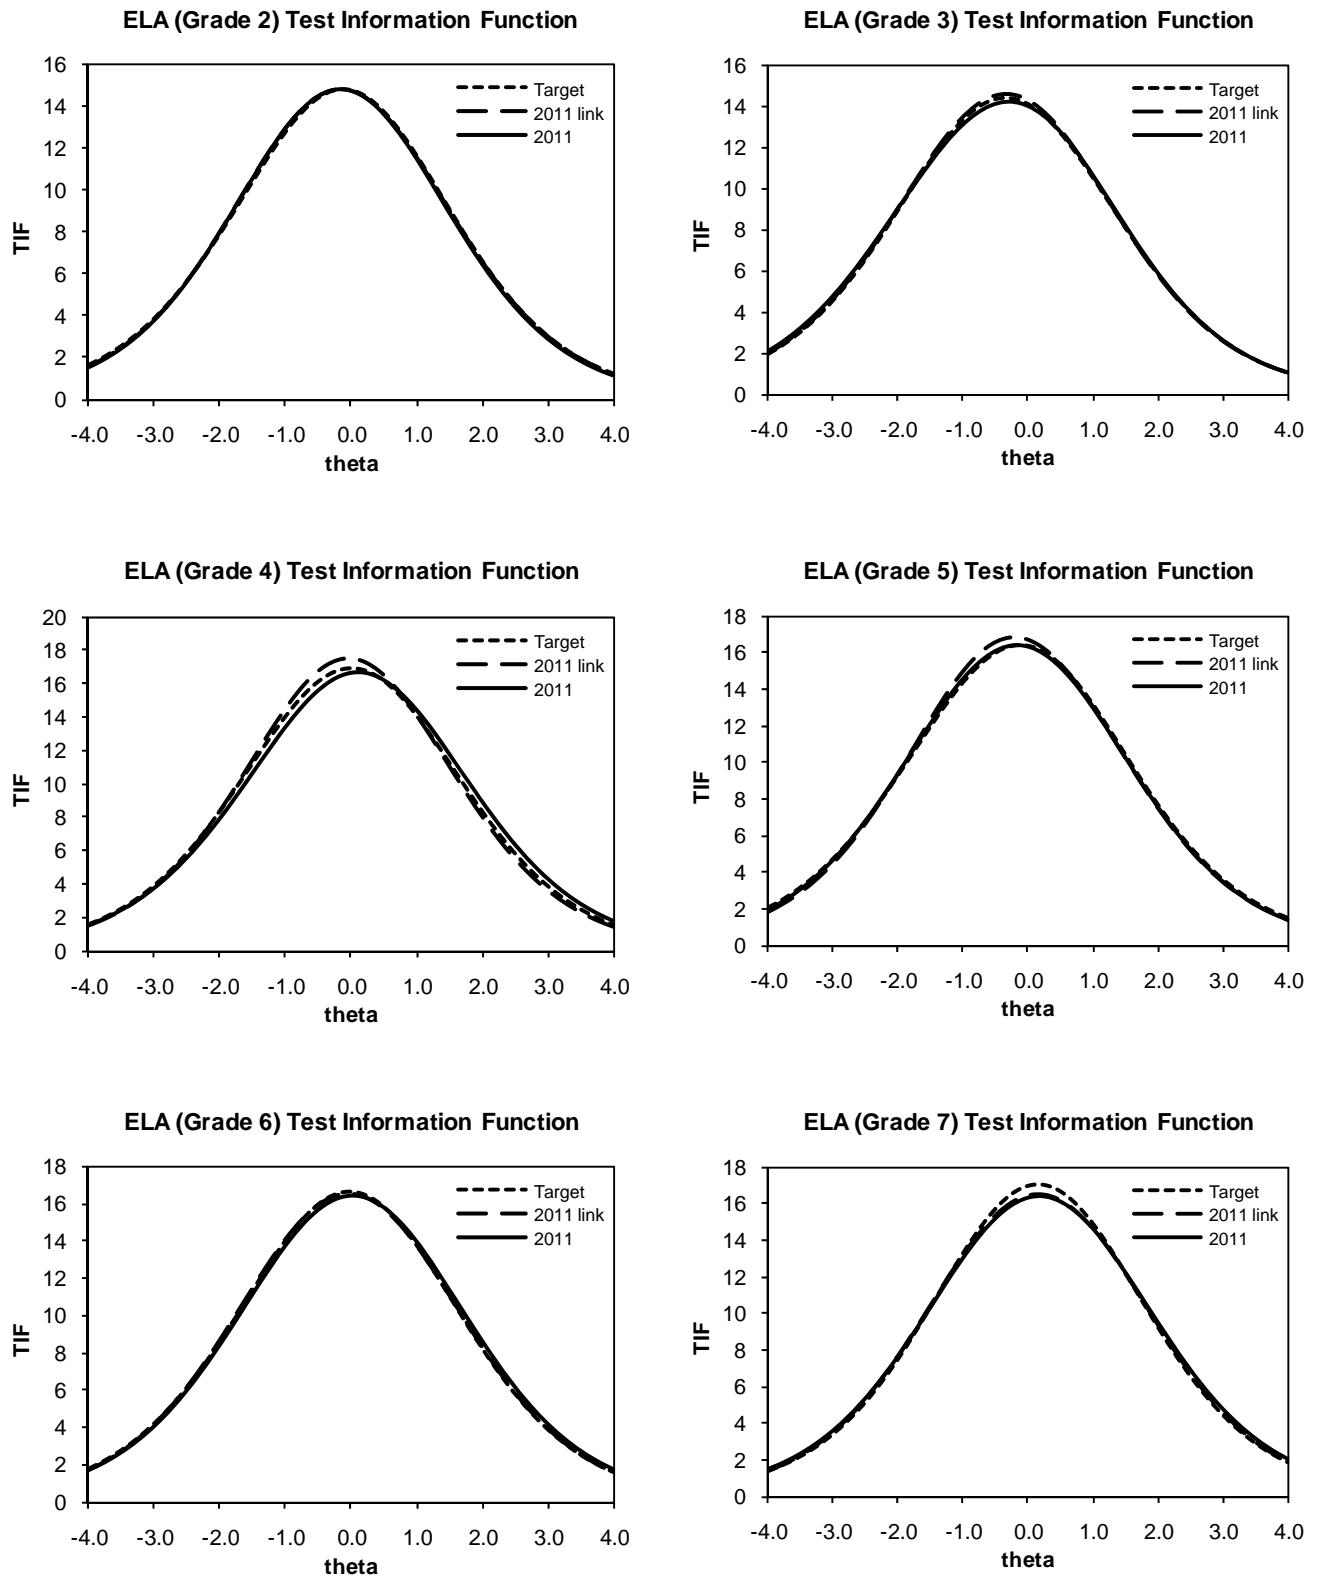 ELA (Grade 2) Test Information Function
16
14
12
10
8
6
4
2
0
TIF
Target
2011 link
2011
-4.0 -3.0 -2.0 -1.0 0.0 1.0 2.0 3.0 4.0
theta
ELA (Grade 3) Test Information Function
16
14
12
10
8
6
4
2
0
TIF
Target
2011 link
2011
-4.0 -3.0 -2.0 -1.0 0.0 1.0 2.0 3.0 4.0
theta
ELA (Grade 4) Test Information Function
20
18
16
14
12
10
8
6
4
2
0
TIF
Target
2011 link
2011
-4.0 -3.0 -2.0 -1.0 0.0 1.0 2.0 3.0 4.0
theta
ELA (Grade 5) Test Information Function
18
16
14
12
10
8
6
4
2
0
TIF
Target
2011 link
2011
-4.0 -3.0 -2.0 -1.0 0.0 1.0 2.0 3.0 4.0
theta
ELA (Grade 6) Test Information Function
18
16
14
12
10
8
6
4
2
0
TIF
Target
2011 link
2011
-4.0 -3.0 -2.0 -1.0 0.0 1.0 2.0 3.0 4.0
theta
ELA (Grade 7) Test Information Function
18
16
14
12
10
8
6
4
2
0
TIF
Target
2011 link
2011
-4.0 -3.0 -2.0 -1.0 0.0 1.0 2.0 3.0 4.0
theta